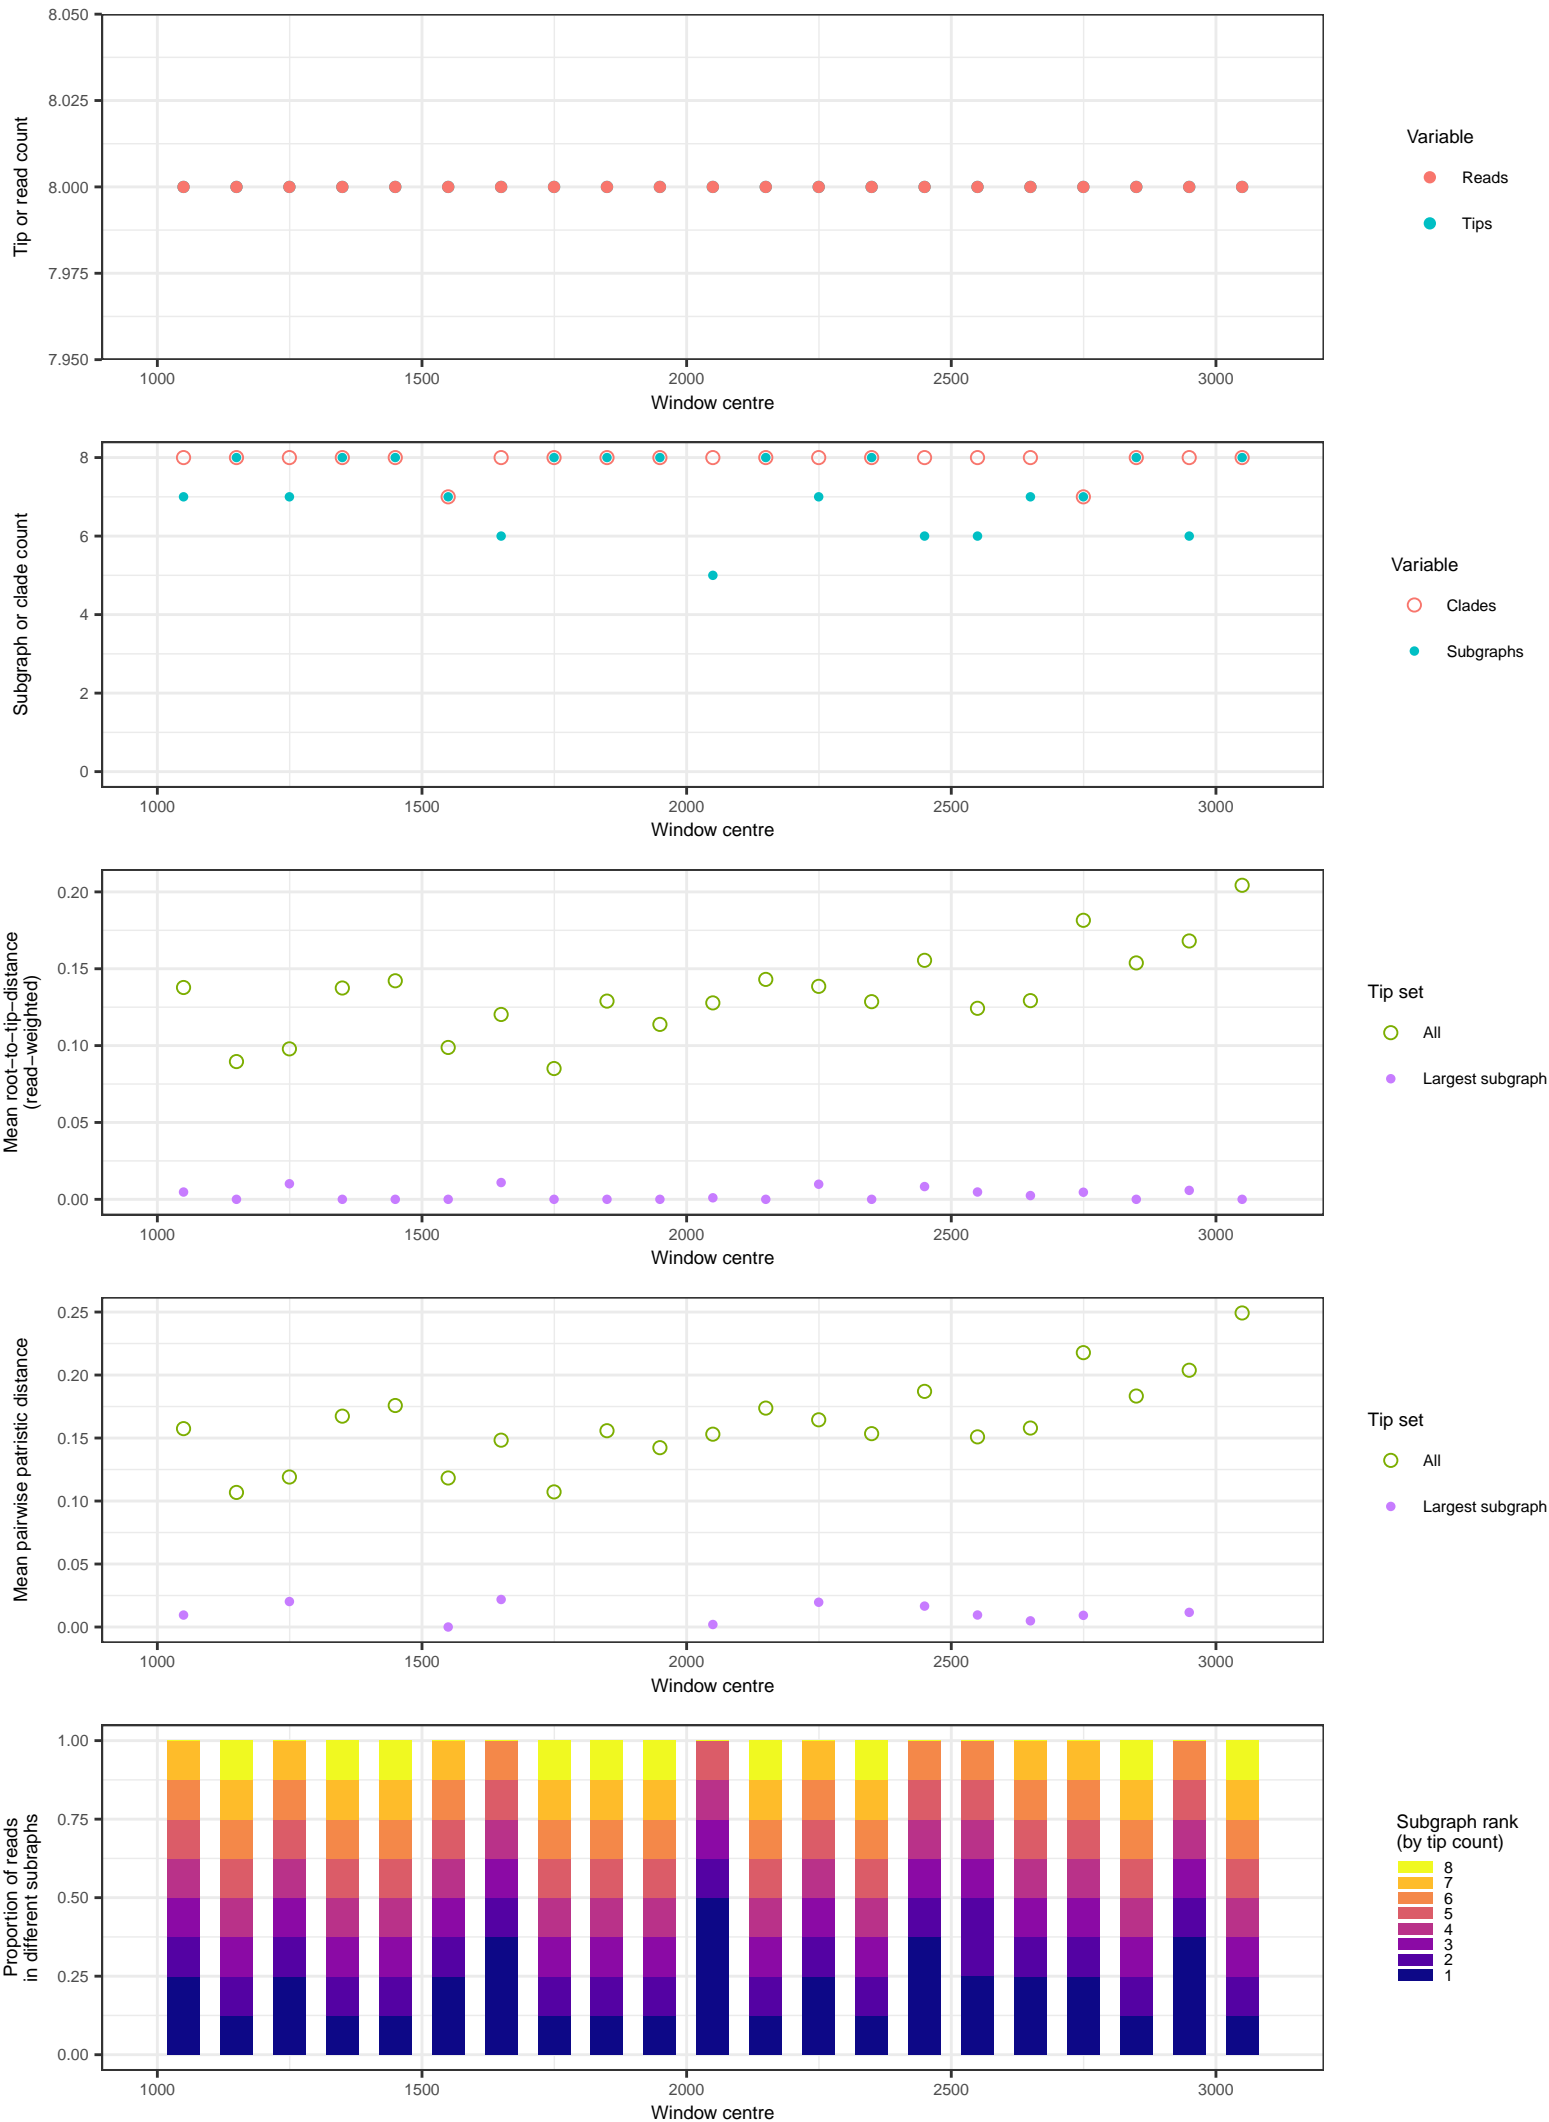 Tip or read count
8.050
8.025
8.000
7.975
7.950
1000 1500 2000 2500 3000
Window centre
Variable
Reads
Tips
Subgraph or clade count
8
6
4
2
0
1000 1500 2000 2500 3000
Window centre
Variable
Clades
Subgraphs
Mean root−to−tip−distance
(read−weighted)
0.20
0.15
0.10
0.05
0.00
1000 1500 2000 2500 3000
Window centre
Tip set
All
Largest subgraph
Mean pairwise patristic distance
0.25
0.20
0.15
0.10
0.05
0.00
1000 1500 2000 2500 3000
Window centre
Tip set
All
Largest subgraph
Proportion of reads
in different subraphs
1.00
0.75
0.50
0.25
0.00
1000 1500 2000 2500 3000
Window centre
Subgraph rank
(by tip count)
8
7
6
5
4
3
2
1